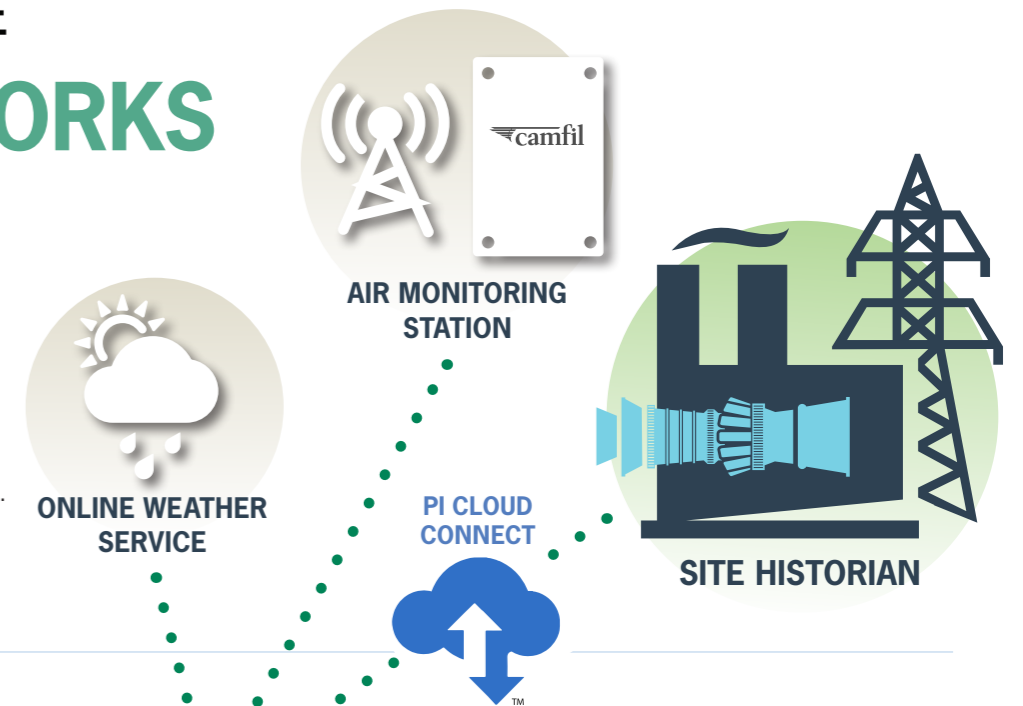 ORKS
camfil
AIR MONITORING
STATION
ONLINE WEATHER
SERVICE
PI CLOUD
CONNECT
SITE HISTORIAN
TM